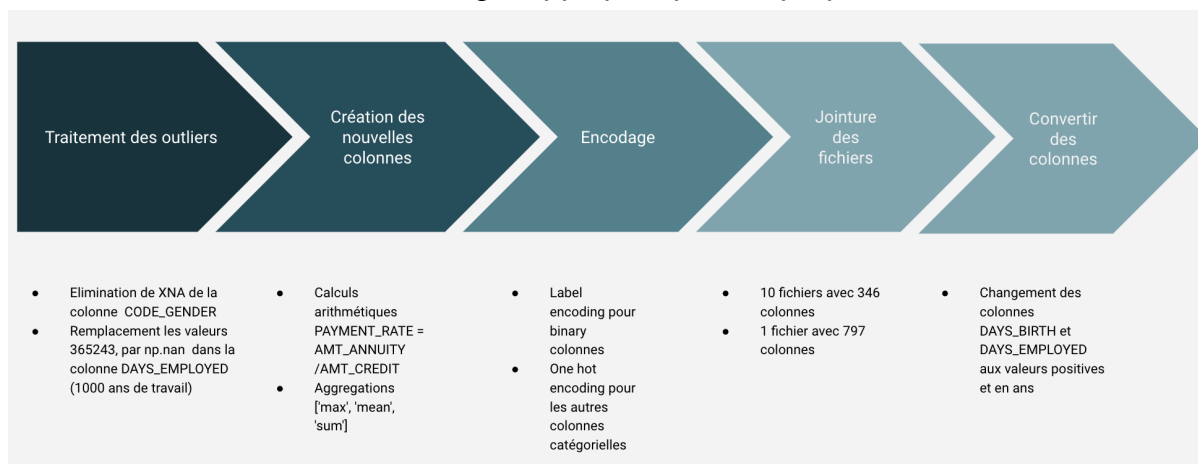 Traitement des outliers
Création des
nouvelles
colonnes
Encodage
Jointure
des
fichiers
Convertir
des
colonnes
● Elimination de XNA de la
colonne CODE_GENDER
● Remplacement les valeurs
365243, par np.nan dans la
colonne DAYS_EMPLOYED
(1000 ans de travail)
● Calculs
arithmétiques
PAYMENT_RATE =
AMT_ANNUITY
/AMT_CREDIT
● Aggregations
['max', 'mean',
'sum']
● Label
encoding pour
binary
colonnes
● One hot
encoding pour
les autres
colonnes
catégorielles
● 10 fichiers avec 346
colonnes
● 1 fichier avec 797
colonnes
● Changement des
colonnes
DAYS_BIRTH et
DAYS_EMPLOYED
aux valeurs positives
et en ans